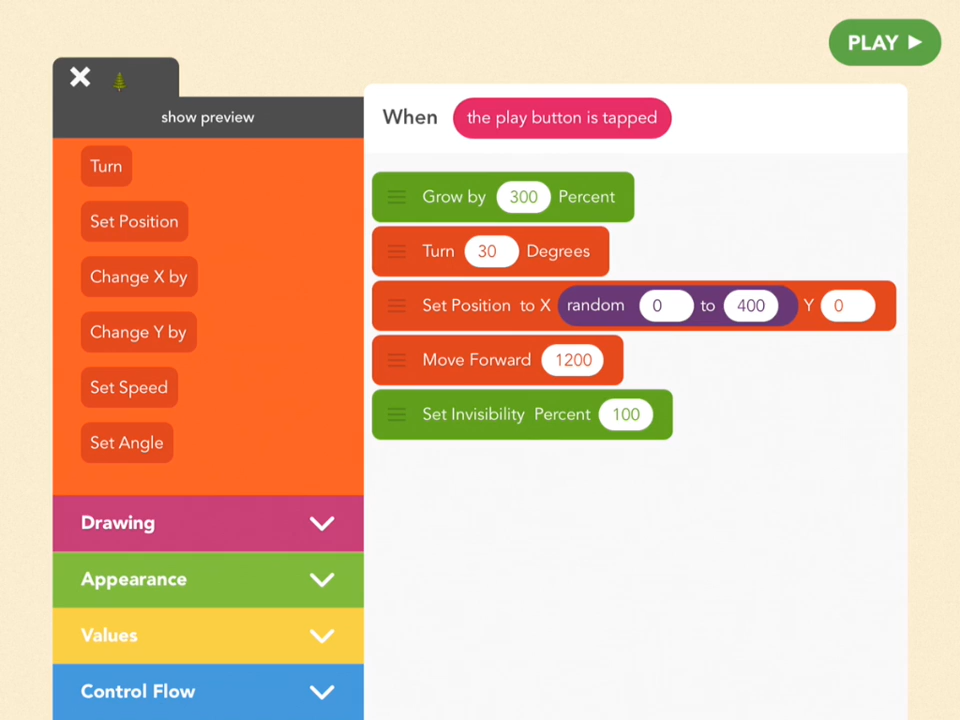 PLAY
show preview
When the play button is tapped
Turn
Set Position
Change X by
Change Y by
Set Speed
Set Angle
Drawing
Appearance
Values
Control Flow
Grow by 300 Percent
Turn 30 Degrees
Set Position to X random 0 to 400 Y 0
Move Forward 1200
Set Invisibility Percent 100